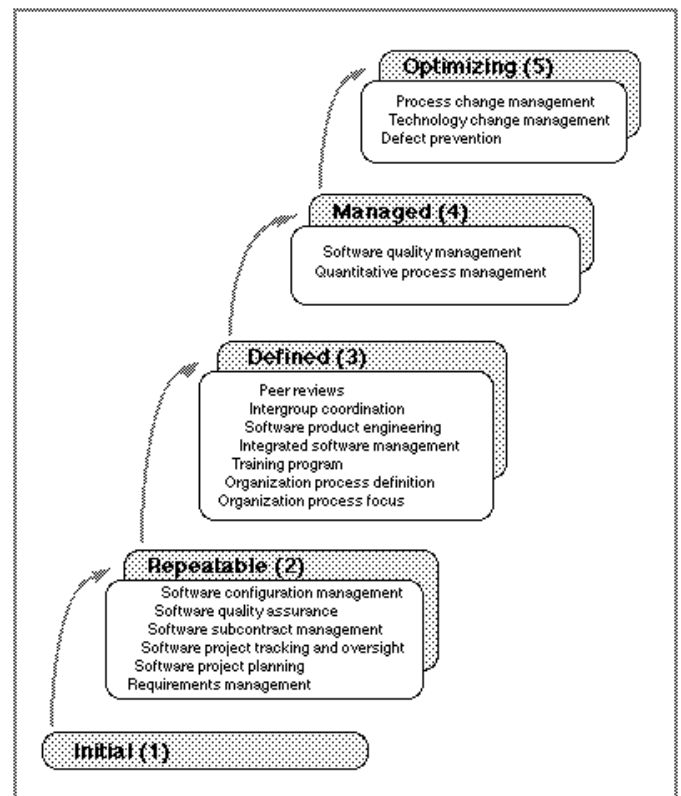 Optimizing (5)
Process change management
Technology change management
Defect prevention
Managed (4)
Software quality management
Quantitative process management
Defined (3)
Peer reviews
Intergroup coordination
Software product engineering
Integrated software management
Training program
Organization process definition
Organization process focus
Repeatable (2)
Software configuration management
Software quality assurance
Software subcontract management
Software project tracking and oversight
Software project planning
Requirements management
Initial (1)